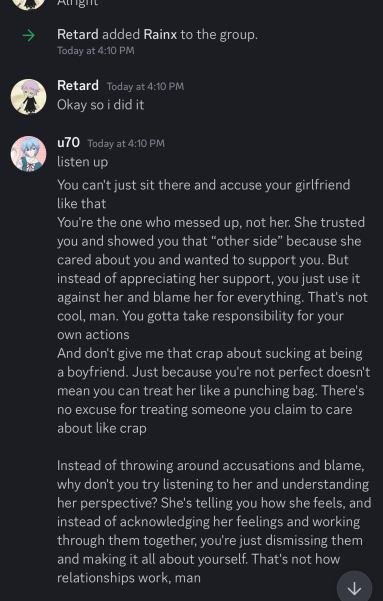 Alright
Retard added Rainx to the group.
Today at 4:10 PM
Retard Today at 4:10 PM
Okay so i did it
u70 Today at 4:10 PM
listen up
You can't just sit there and accuse your girlfriend
like that
You're the one who messed up, not her. She trusted
you and showed you that “other side” because she
cared about you and wanted to support you. But
instead of appreciating her support, you just use it
against her and blame her for everything. That's not
cool, man. You gotta take responsibility for your
own actions
And don't give me that crap about sucking at being
a boyfriend. Just because you're not perfect doesn't
mean you can treat her like a punching bag. There's
no excuse for treating someone you claim to care
about like crap
Instead of throwing around accusations and blame,
why don't you try listening to her and understanding
her perspective? She's telling you how she feels, and
instead of acknowledging her feelings and working
through them together, you're just dismissing them
and making it all about yourself. That's not how
relationships work, man